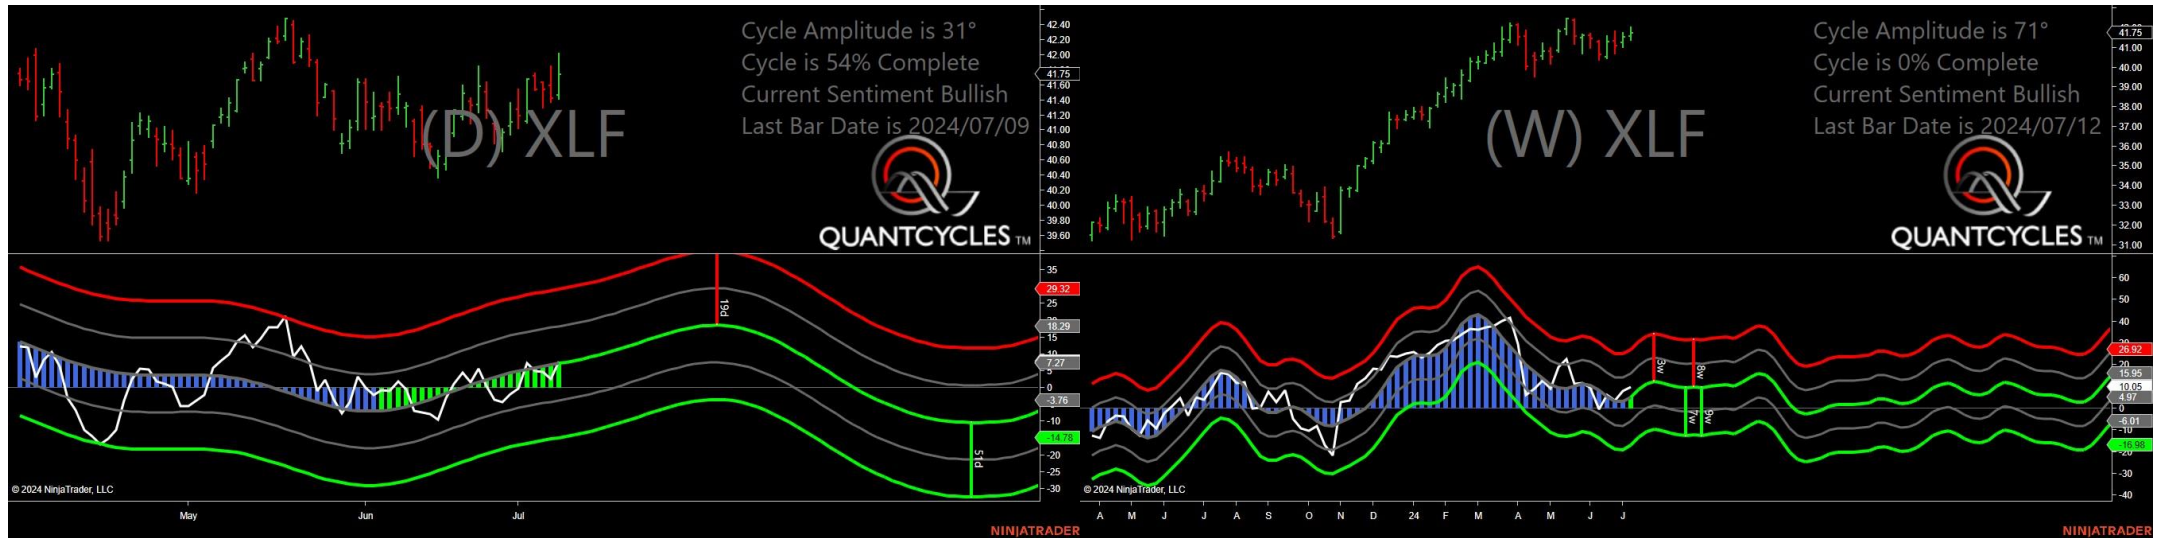 Cycle Amplitude is 31°
Cycle is 54% Complete
Current Sentiment Bullish
Last Bar Date is 2024/07/09
(D) XLF
QUANTCYCLES TM
42.40
42.20
42.00
41.75
41.60
41.40
41.20
41.00
40.80
40.60
40.40
40.20
40.00
39.80
39.60
35
29.32
25
18.29
15
7.27
5
0
-3.76
-10
-14.78
-20
-25
-30
19d
51d
© 2024 NinjaTrader, LLC
May
Jun
Jul
NINJATRADER
Cycle Amplitude is 71°
Cycle is 0% Complete
Current Sentiment Bullish
Last Bar Date is 2024/07/12
(W) XLF
QUANTCYCLES TM
41.75
41.00
40.00
39.00
38.00
37.00
36.00
35.00
34.00
33.00
32.00
31.00
60
50
40
26.92
15.95
10.05
4.97
0
-6.01
-16.98
-30
-40
3w
8w
7w
9w
© 2024 NinjaTrader, LLC
A M J J A S O N D 24 F M A M J J
NINJATRADER